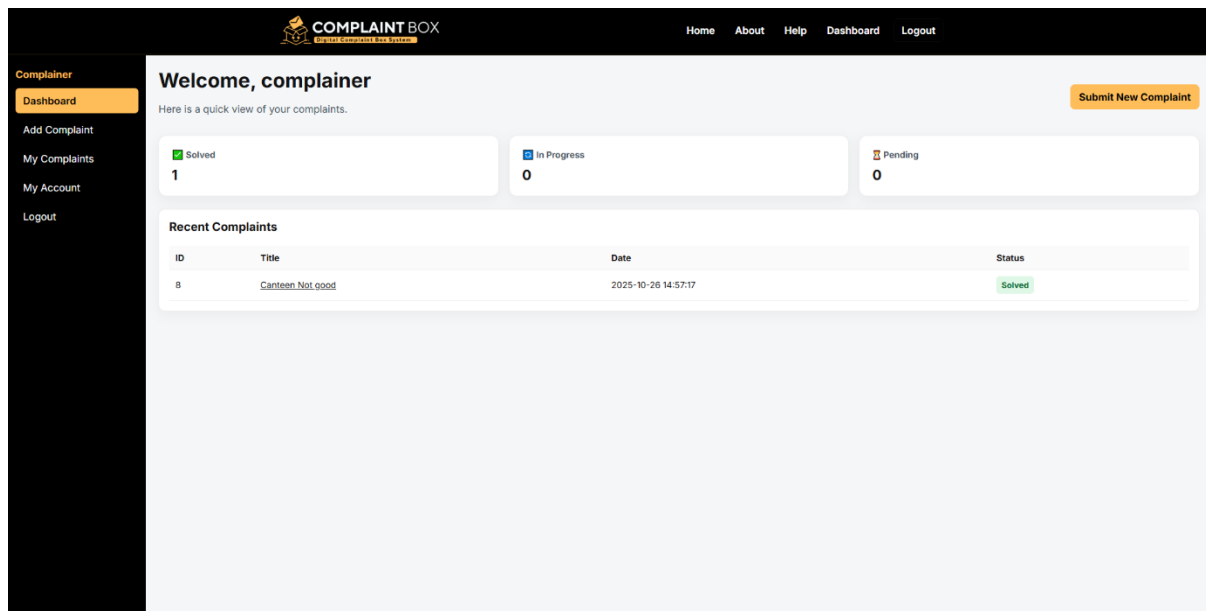 COMPLAINT BOX
Digital Complaint Box System
Home About Help Dashboard Logout
Complainer
Dashboard
Add Complaint
My Complaints
My Account
Logout
Welcome, complainer
Here is a quick view of your complaints.
Submit New Complaint
Solved
1
In Progress
0
Pending
0
Recent Complaints
ID Title Date Status
8 Canteen Not good 2025-10-26 14:57:17 Solved